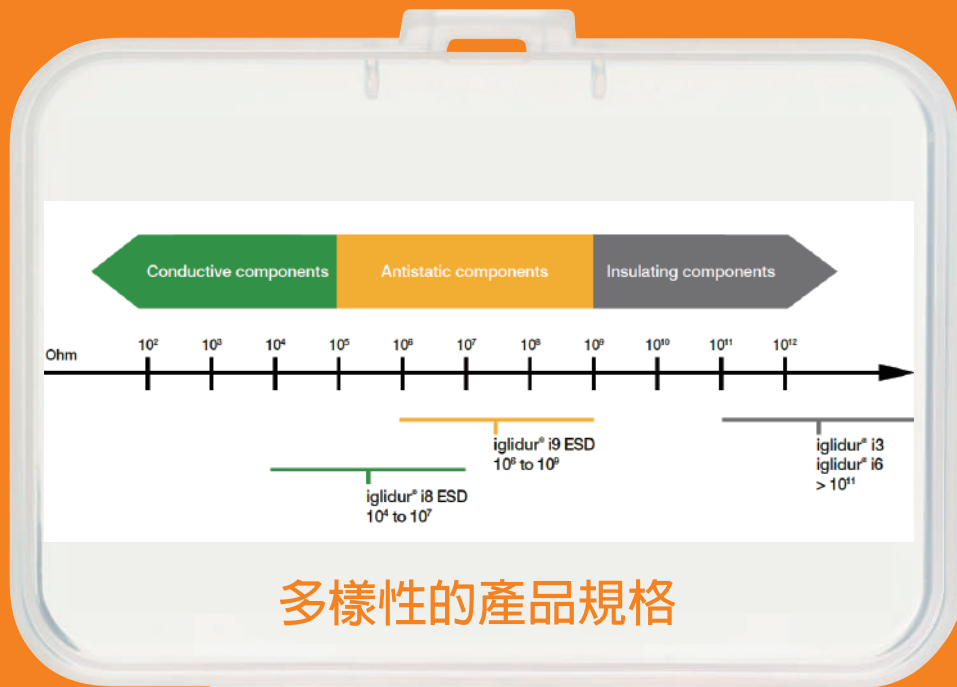 Conductive components Antistatic components Insulating components
Ohm 10² 10³ 10⁴ 10⁵ 10⁶ 10⁷ 10⁸ 10⁹ 10¹⁰ 10¹¹ 10¹²
iglidur® i9 ESD
10⁶ to 10⁹
iglidur® i3
iglidur® i6
> 10¹¹
iglidur® i8 ESD
10⁴ to 10⁷
多樣性的產品規格